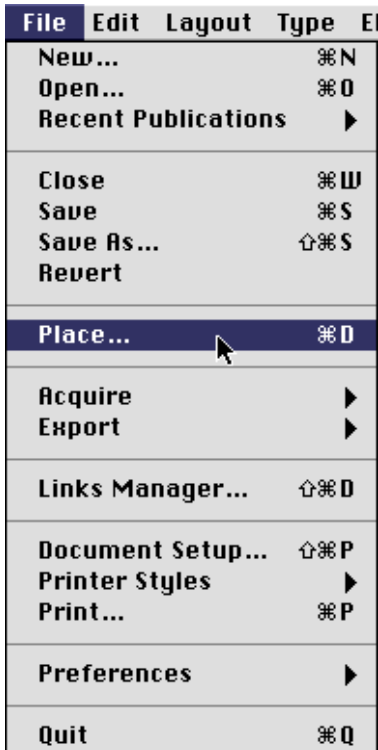 File Edit Layout Type El
New... ⌘N
Open... ⌘O
Recent Publications ▶
Close ⌘W
Save ⌘S
Save As... ⇧⌘S
Revert
Place... ⌘D
Acquire ▶
Export ▶
Links Manager... ⇧⌘D
Document Setup... ⇧⌘P
Printer Styles ▶
Print... ⌘P
Preferences ▶
Quit ⌘Q